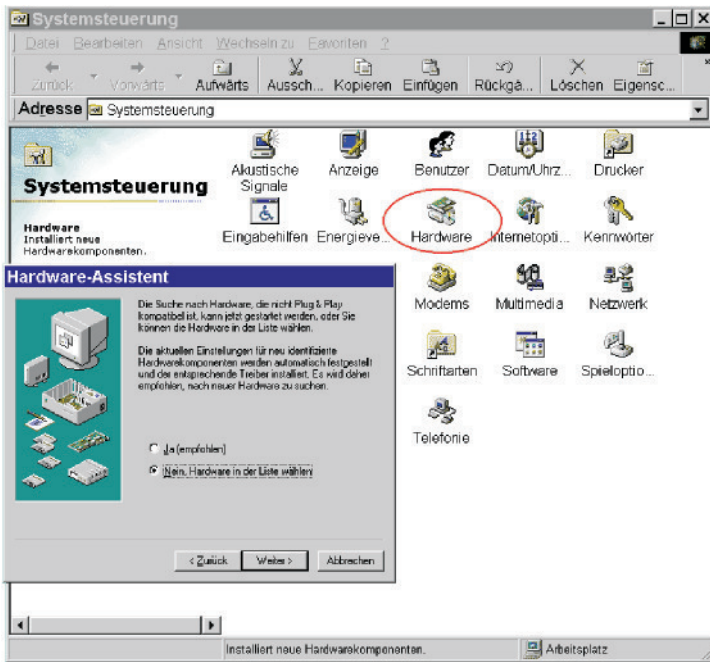 Systemsteuerung
Datei Bearbeiten Ansicht Wechseln zu Favoriten ?
Zurück Vorwärts Aufwärts Aussch... Kopieren Einfügen Rückgä... Löschen Eigensc...
Adresse Systemsteuerung
Systemsteuerung
Hardware
Installiert neue
Hardwarekomponenten.
Akustische
Signale
Anzeige
Benutzer
Datum/Uhrz...
Drucker
Eingabehilfen
Energieve...
Hardware
Internetopti...
Kennwörter
Modems
Multimedia
Netzwerk
Schriftarten
Software
Spieloptio...
Telefonie
Hardware-Assistent
Die Suche nach Hardware, die nicht Plug & Play
kompatibel ist, kann jetzt gestartet werden, oder Sie
können die Hardware in der Liste wählen.
Die aktuellen Einstellungen für neu identifizierte
Hardwarekomponenten werden automatisch festgestellt
und der entsprechende Treiber installiert. Es wird daher
empfohlen, nach neuer Hardware zu suchen.
Ja (empfohlen)
Nein, Hardware in der Liste wählen
< Zurück
Weiter >
Abbrechen
Installiert neue Hardwarekomponenten.
Arbeitsplatz